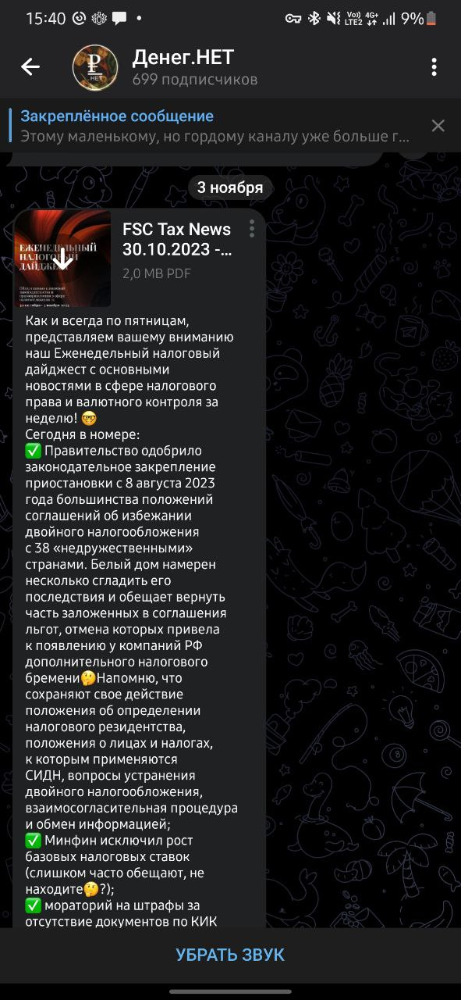 15:40
Vo)) 4G+
LTE2
9%
Денег.НЕТ
699 подписчиков
Закреплённое сообщение
Этому маленькому, но гордому каналу уже больше г...
3 ноября
ЕЖЕНЕДЕЛЬНЫЙ
НАЛОГОВЫЙ
ДАЙДЖЕСТ
FSC Tax News
30.10.2023 -...
2,0 MB PDF
Как и всегда по пятницам,
представляем вашему вниманию
наш Еженедельный налоговый
дайджест с основными
новостями в сфере налогового
права и валютного контроля за
неделю! 🤓
Сегодня в номере:
✅ Правительство одобрило
законодательное закрепление
приостановки с 8 августа 2023
года большинства положений
соглашений об избежании
двойного налогообложения
с 38 «недружественными»
странами. Белый дом намерен
несколько сгладить его
последствия и обещает вернуть
часть заложенных в соглашения
льгот, отмена которых привела
к появлению у компаний РФ
дополнительного налогового
бремени🤔Напомню, что
сохраняют свое действие
положения об определении
налогового резидентства,
положения о лицах и налогах,
к которым применяются
СИДН, вопросы устранения
двойного налогообложения,
взаимосогласительная процедура
и обмен информацией;
✅ Минфин исключил рост
базовых налоговых ставок
(слишком часто обещают, не
находите🤔?);
✅ мораторий на штрафы за
отсутствие документов по КИК
УБРАТЬ ЗВУК